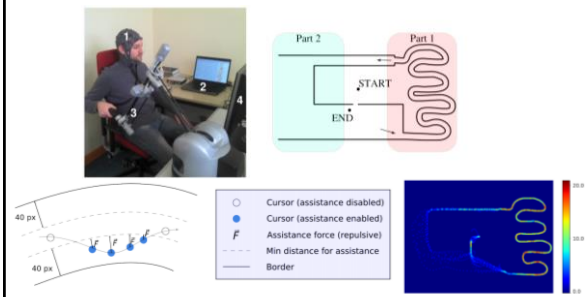 1
2
3
4
Part 2
Part 1
START
END
40 px
40 px
F F F F
Cursor (assistance disabled)
Cursor (assistance enabled)
F Assistance force (repulsive)
Min distance for assistance
Border
20.0
10.0
0.0